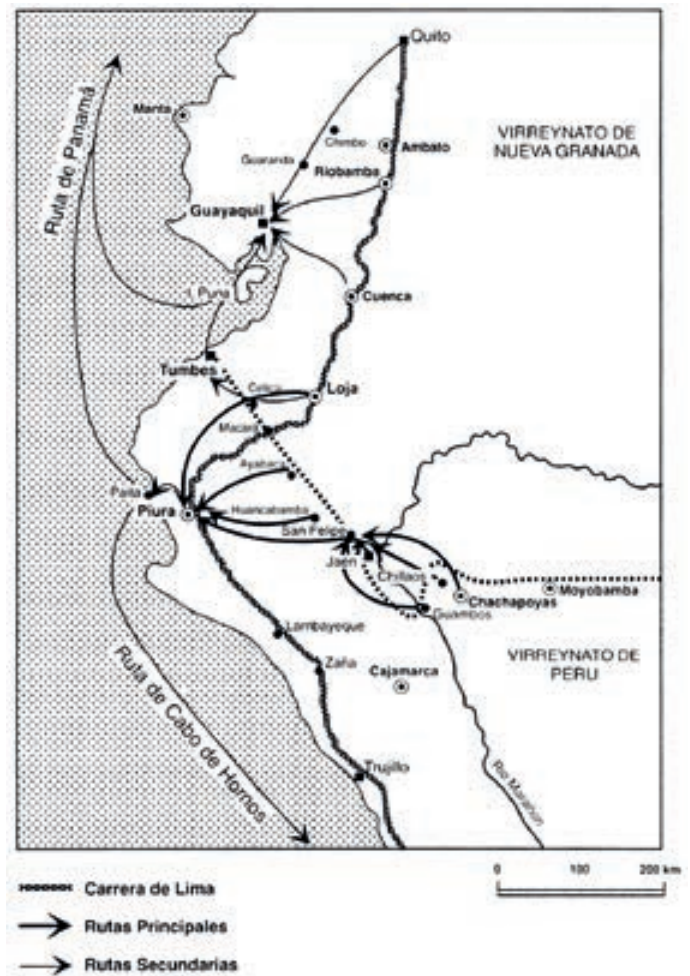 Quito
Manta
Chimbo
Ambato
VIRREYNATO DE
NUEVA GRANADA
Guaranda
Riobamba
Ruta de Panamá
Guayaquil
I. Puna
Cuenca
Tumbes
Celica
Loja
Macará
Ayabaca
Paita
Piura
Huancabamba
San Felipe
Jaén
Chillaos
Chachapoyas
Moyobamba
Guambos
Lambayeque
Zaña
Cajamarca
VIRREYNATO DE
PERU
Ruta de Cabo de Hornos
Trujillo
Rio Marañon
0 100 200 km
Carrera de Lima
Rutas Principales
Rutas Secundarias